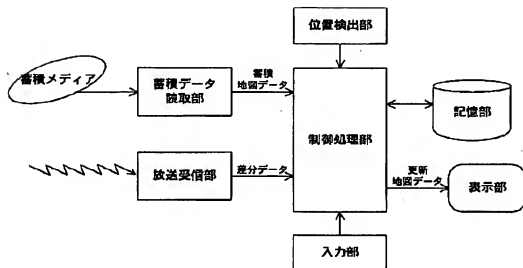 位置検出部
蓄積メディア
蓄積データ
読取部
蓄積
地図データ
制御処理部
記憶部
放送受信部
差分データ
更新
地図データ
表示部
入力部